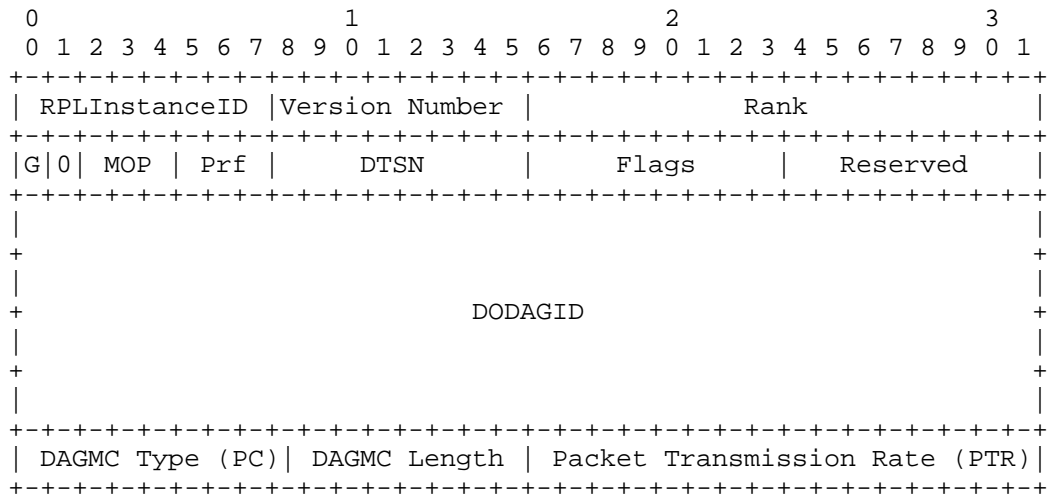 0                   1                   2                   3
 0 1 2 3 4 5 6 7 8 9 0 1 2 3 4 5 6 7 8 9 0 1 2 3 4 5 6 7 8 9 0 1
+-+-+-+-+-+-+-+-+-+-+-+-+-+-+-+-+-+-+-+-+-+-+-+-+-+-+-+-+-+-+-+-+
| RPLInstanceID |Version Number |             Rank              |
+-+-+-+-+-+-+-+-+-+-+-+-+-+-+-+-+-+-+-+-+-+-+-+-+-+-+-+-+-+-+-+-+
|G|0| MOP | Prf |     DTSN      |     Flags     |   Reserved    |
+-+-+-+-+-+-+-+-+-+-+-+-+-+-+-+-+-+-+-+-+-+-+-+-+-+-+-+-+-+-+-+-+
|                                                               |
+                                                               +
|                                                               |
+                            DODAGID                            +
|                                                               |
+                                                               +
|                                                               |
+-+-+-+-+-+-+-+-+-+-+-+-+-+-+-+-+-+-+-+-+-+-+-+-+-+-+-+-+-+-+-+-+
| DAGMC Type (PC)| DAGMC Length | Packet Transmission Rate (PTR)|
+-+-+-+-+-+-+-+-+-+-+-+-+-+-+-+-+-+-+-+-+-+-+-+-+-+-+-+-+-+-+-+-+